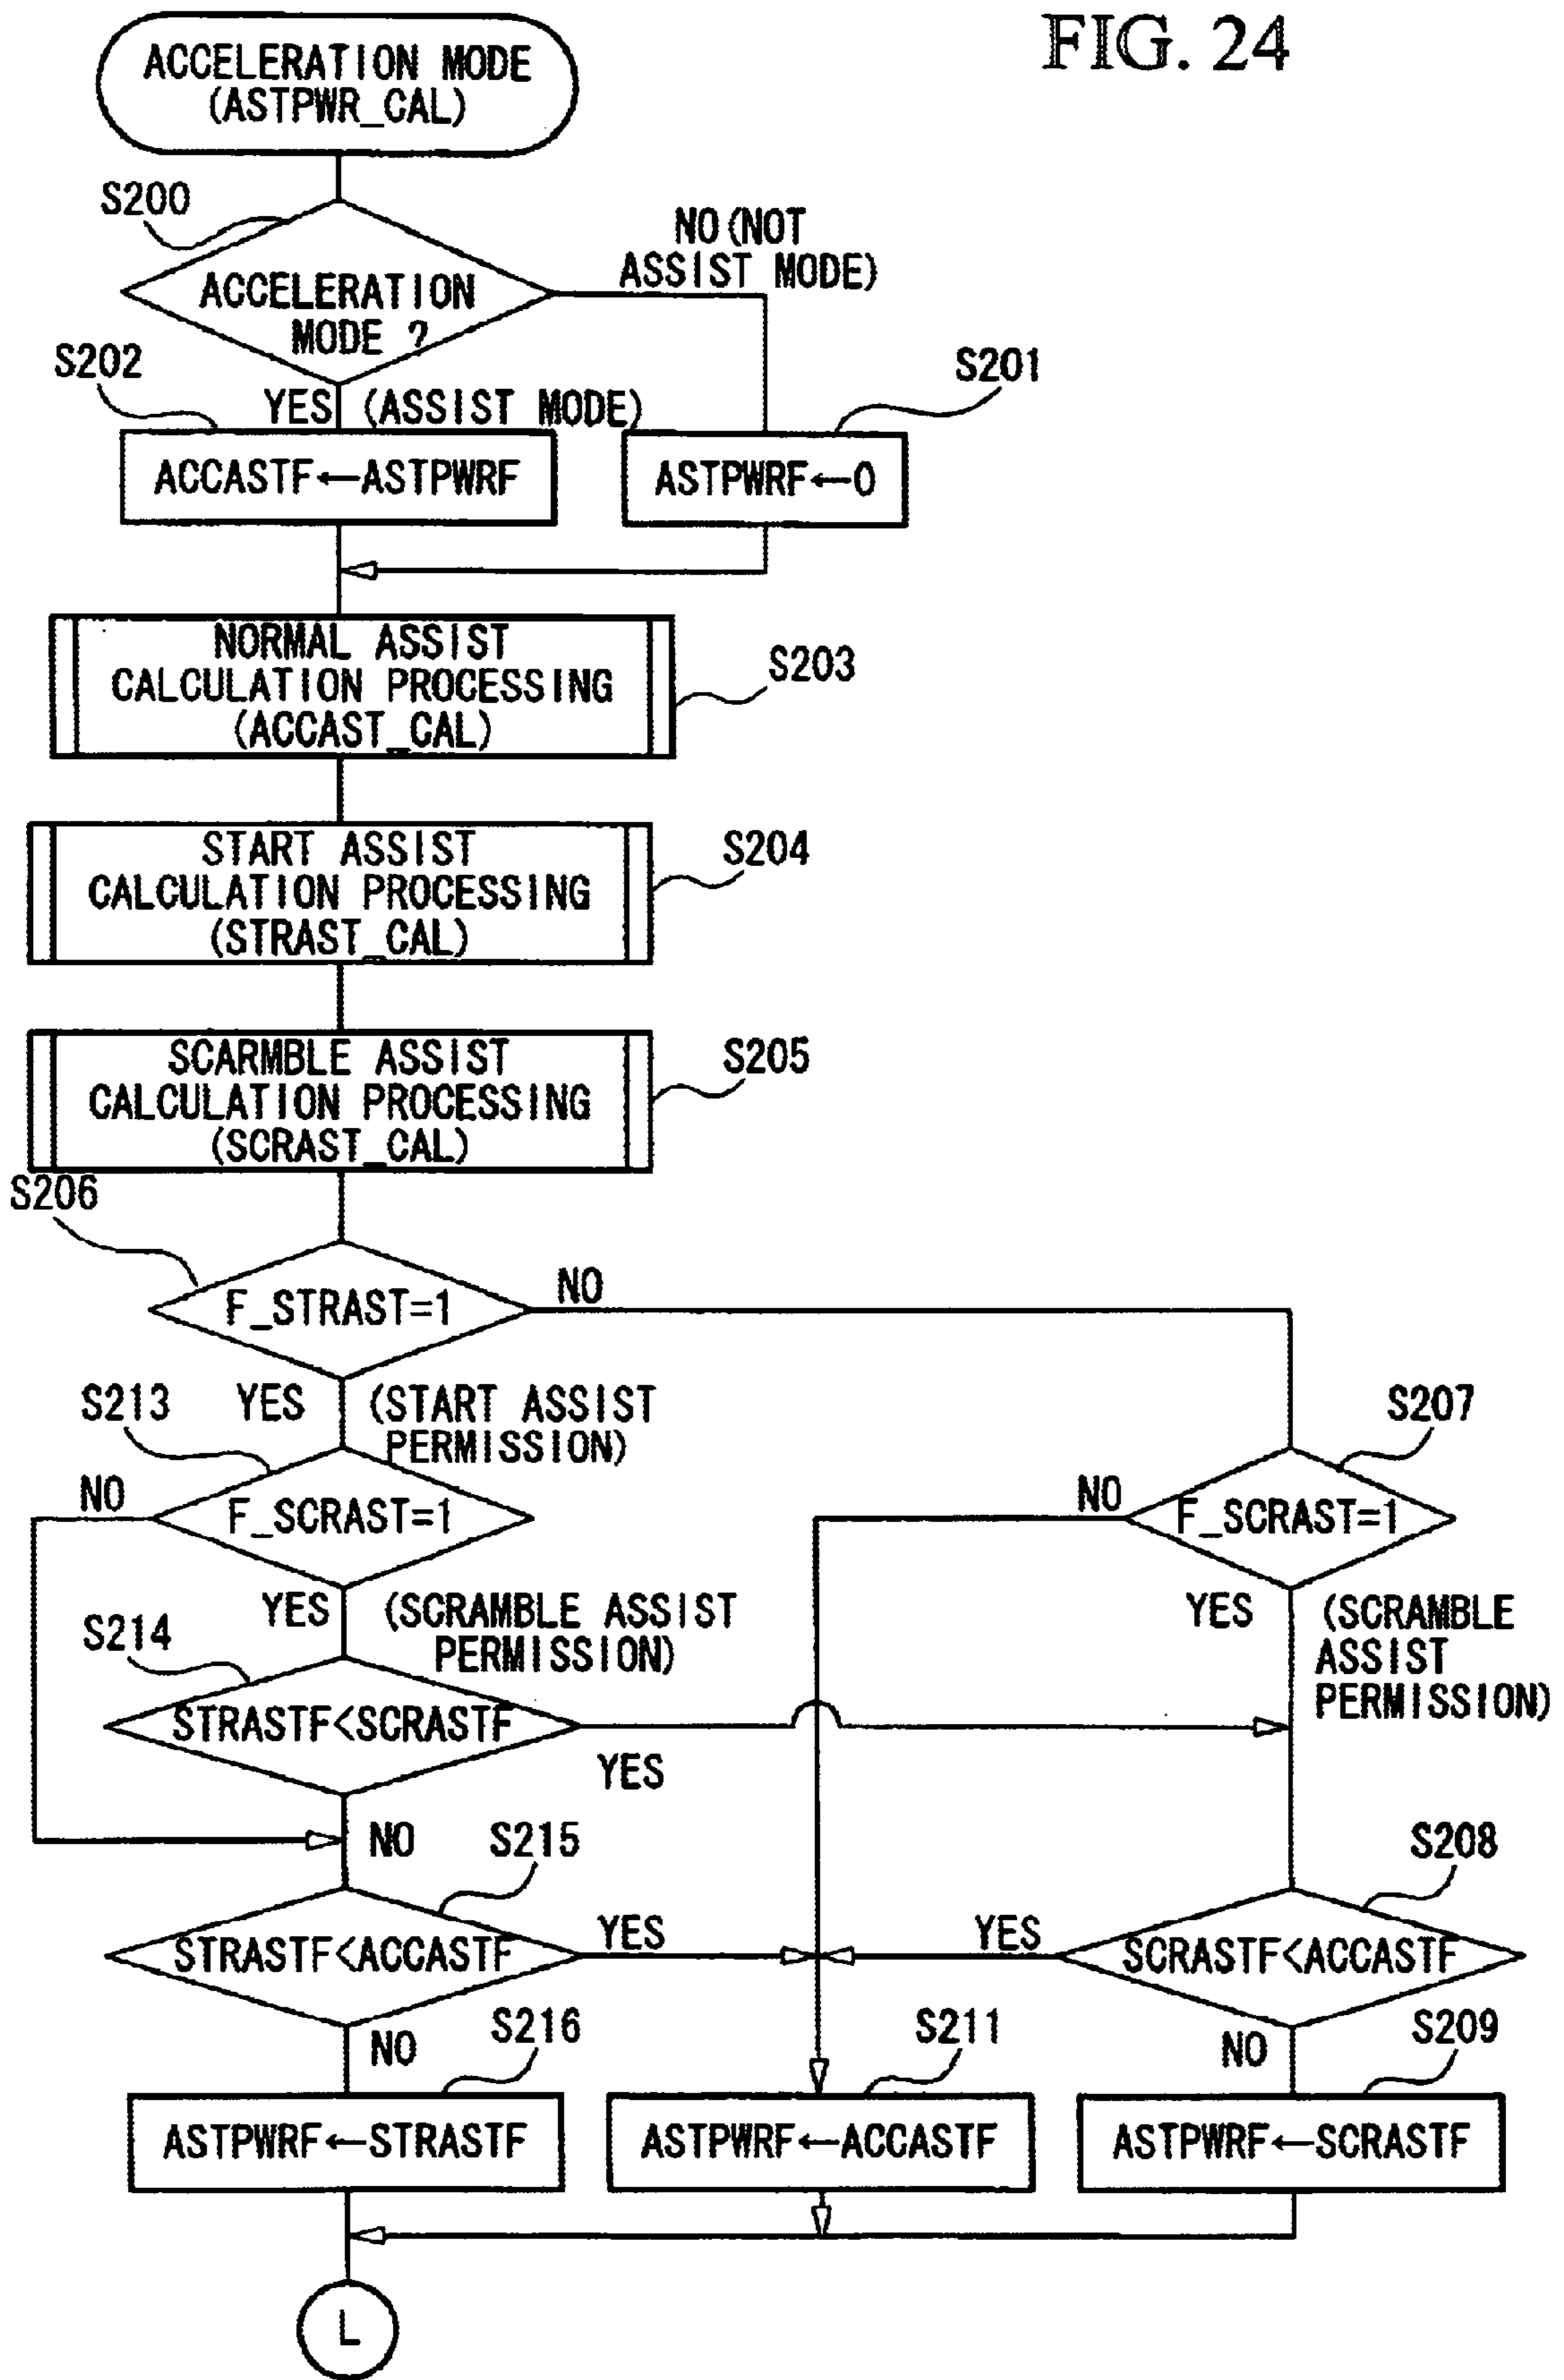 FIG. 24
ACCELERATION MODE
(ASTPWR_CAL)
S200
NO (NOT
ASSIST MODE)
ACCELERATION
MODE ?
S202
S201
YES (ASSIST MODE)
ACCASTF←ASTPWRF
ASTPWRF←0
NORMAL ASSIST
CALCULATION PROCESSING
(ACCAST_CAL)
S203
START ASSIST
CALCULATION PROCESSING
(STRAST_CAL)
S204
SCARMBLE ASSIST
CALCULATION PROCESSING
(SCRAST_CAL)
S205
S206
F_STRAST=1
NO
YES
(START ASSIST
PERMISSION)
S213
S207
NO
F_SCRAST=1
NO
F_SCRAST=1
YES
(SCRAMBLE ASSIST
PERMISSION)
YES
(SCRAMBLE
ASSIST
PERMISSION)
S214
STRASTF<SCRASTF
YES
NO
S215
S208
STRASTF<ACCASTF
YES
YES
SCRASTF<ACCASTF
NO
S216
S211
NO
S209
ASTPWRF←STRASTF
ASTPWRF←ACCASTF
ASTPWRF←SCRASTF
L